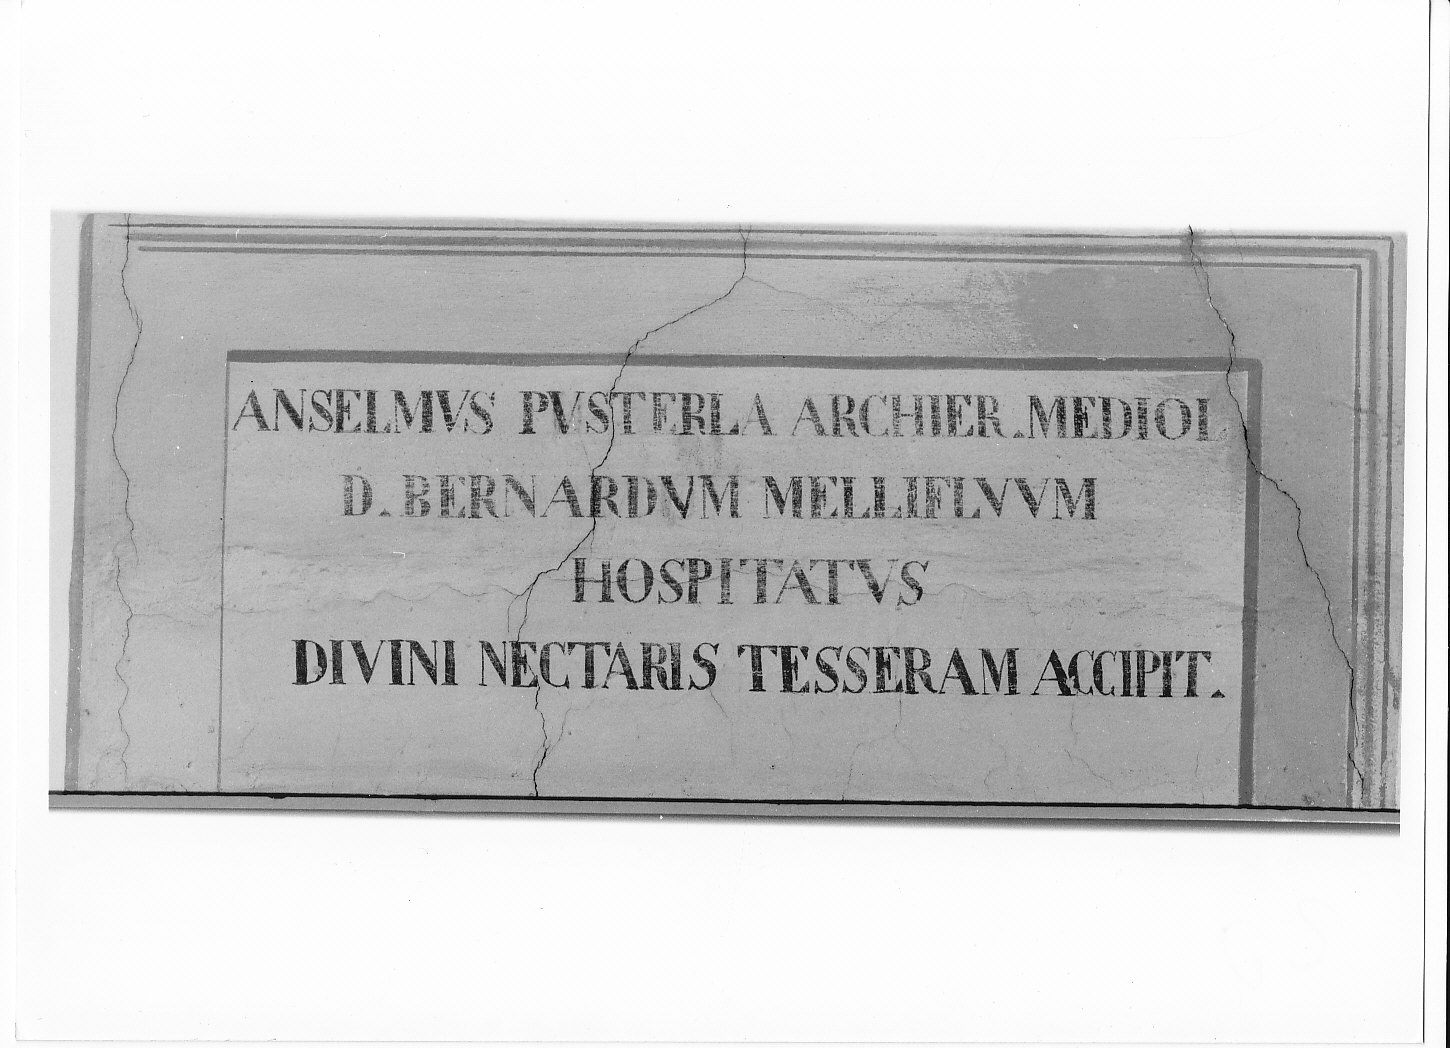 ANSELMVS PVSTERLA ARCHIER. MEDIOL
D. BERNARDVM MELLIFLVVM
HOSPITATVS
DIVINI NECTARIS TESSERAM ACCIPIT.